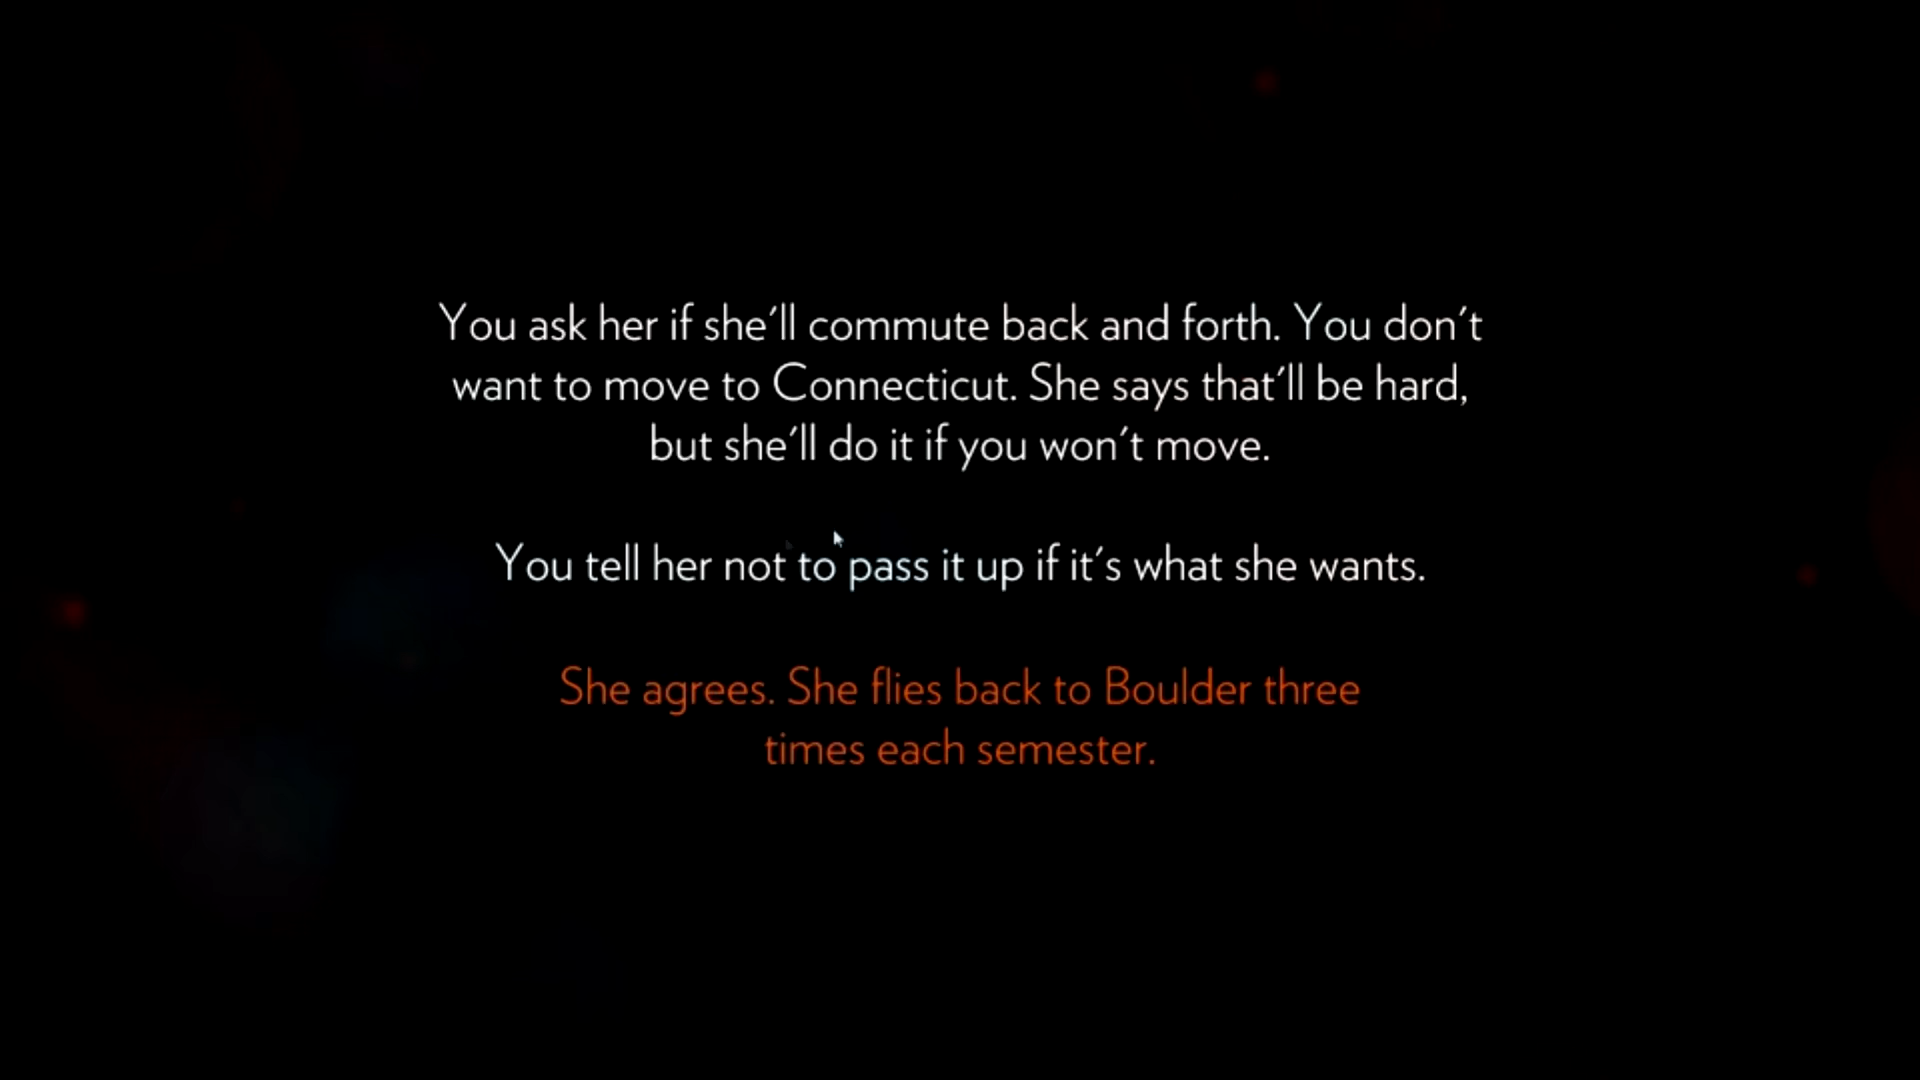 You ask her if she'll commute back and forth. You don't
want to move to Connecticut. She says that'll be hard,
but she'll do it if you won't move.
You tell her not to pass it up if it's what she wants.
She agrees. She flies back to Boulder three
times each semester.